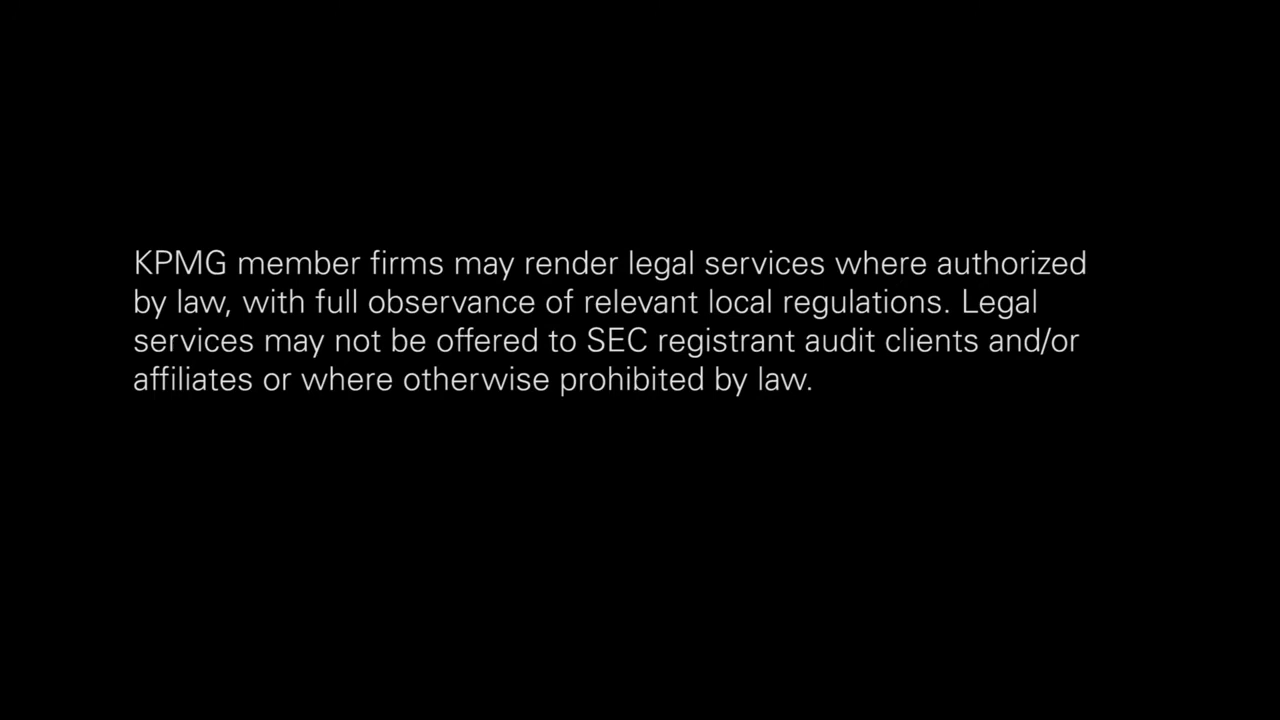 KPMG member firms may render legal services where authorized
by law, with full observance of relevant local regulations. Legal
services may not be offered to SEC registrant audit clients and/or
affiliates or where otherwise prohibited by law.